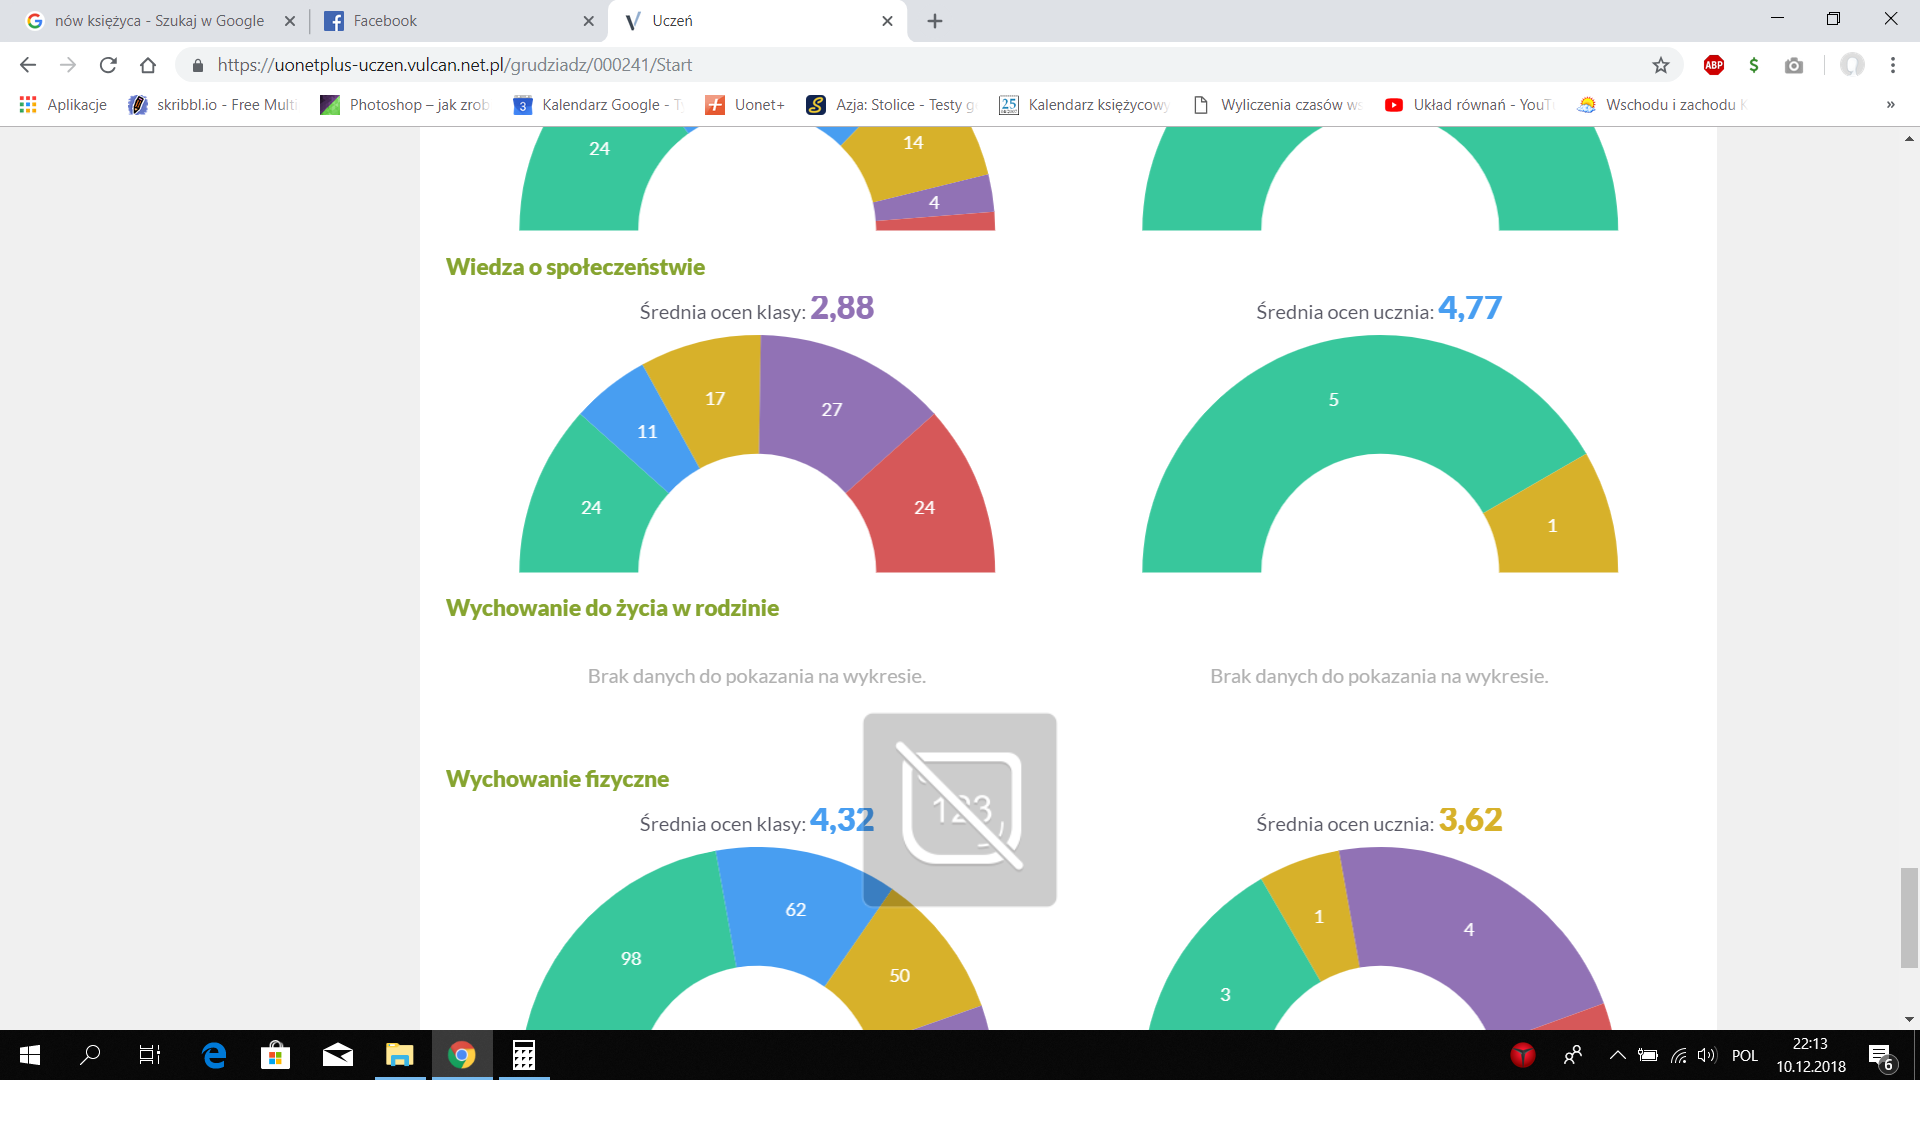 nów księżyca - Szukaj w Google
Facebook
Uczeń
https://uonetplus-uczen.vulcan.net.pl/grudziadz/000241/Start
ABP
$
Aplikacje
skribbl.io - Free Multi
Photoshop – jak zrob
3
Kalendarz Google - T
Uonet+
Azja: Stolice - Testy g
25
Kalendarz księżycowy
Wyliczenia czasów ws
Układ równań - YouT
Wschodu i zachodu K
»
24
14
4
Wiedza o społeczeństwie
Średnia ocen klasy: 2,88
Średnia ocen ucznia: 4,77
24
11
17
27
24
5
1
Wychowanie do życia w rodzinie
Brak danych do pokazania na wykresie.
Brak danych do pokazania na wykresie.
Wychowanie fizyczne
Średnia ocen klasy: 4,32
Średnia ocen ucznia: 3,62
123
98
62
50
3
1
4
POL
22:13
10.12.2018
6